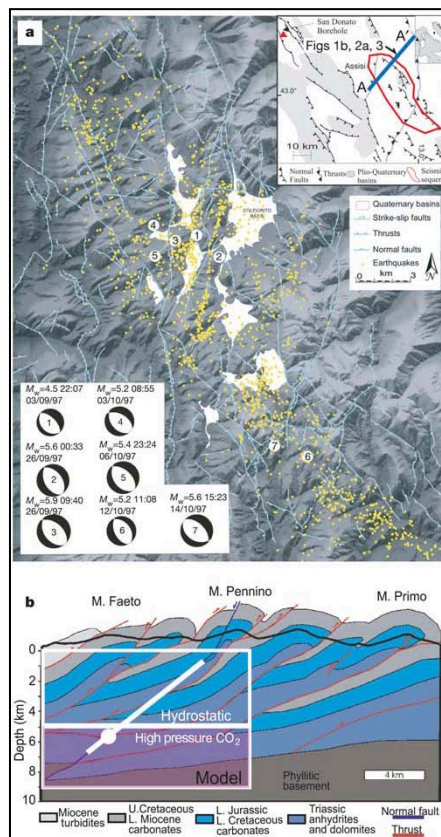 a
San Donato
Borehole
A'
Figs 1b, 2a, 3
Assisi
A
43.0°
10 km
Normal
Faults
Thrusts
Plio-Quaternary
basins
COLFIORITO
BASIN
Quaternary basins
Strike-slip faults
Thrusts
Normal faults
Earthquakes
0 km 3
4
3
1
5
2
7
6
Mw=4.5 22:07
03/09/97
1
Mw=5.2 08:55
03/10/97
4
Mw=5.6 00:33
26/09/97
2
Mw=5.4 23:24
06/10/97
5
Mw=5.9 09:40
26/09/97
3
Mw=5.2 11:08
12/10/97
6
Mw=5.6 15:23
14/10/97
7
b
M. Faeto
M. Pennino
M. Primo
0
2
4
6
8
10
Depth (km)
Hydrostatic
High pressure CO2
Model
Phyllitic
basement
4 km
Miocene
turbidites
U.Cretaceous
L. Miocene
carbonates
L. Jurassic
L. Cretaceous
carbonates
Triassic
anhydrites
and dolomites
Normal fault
Thrust